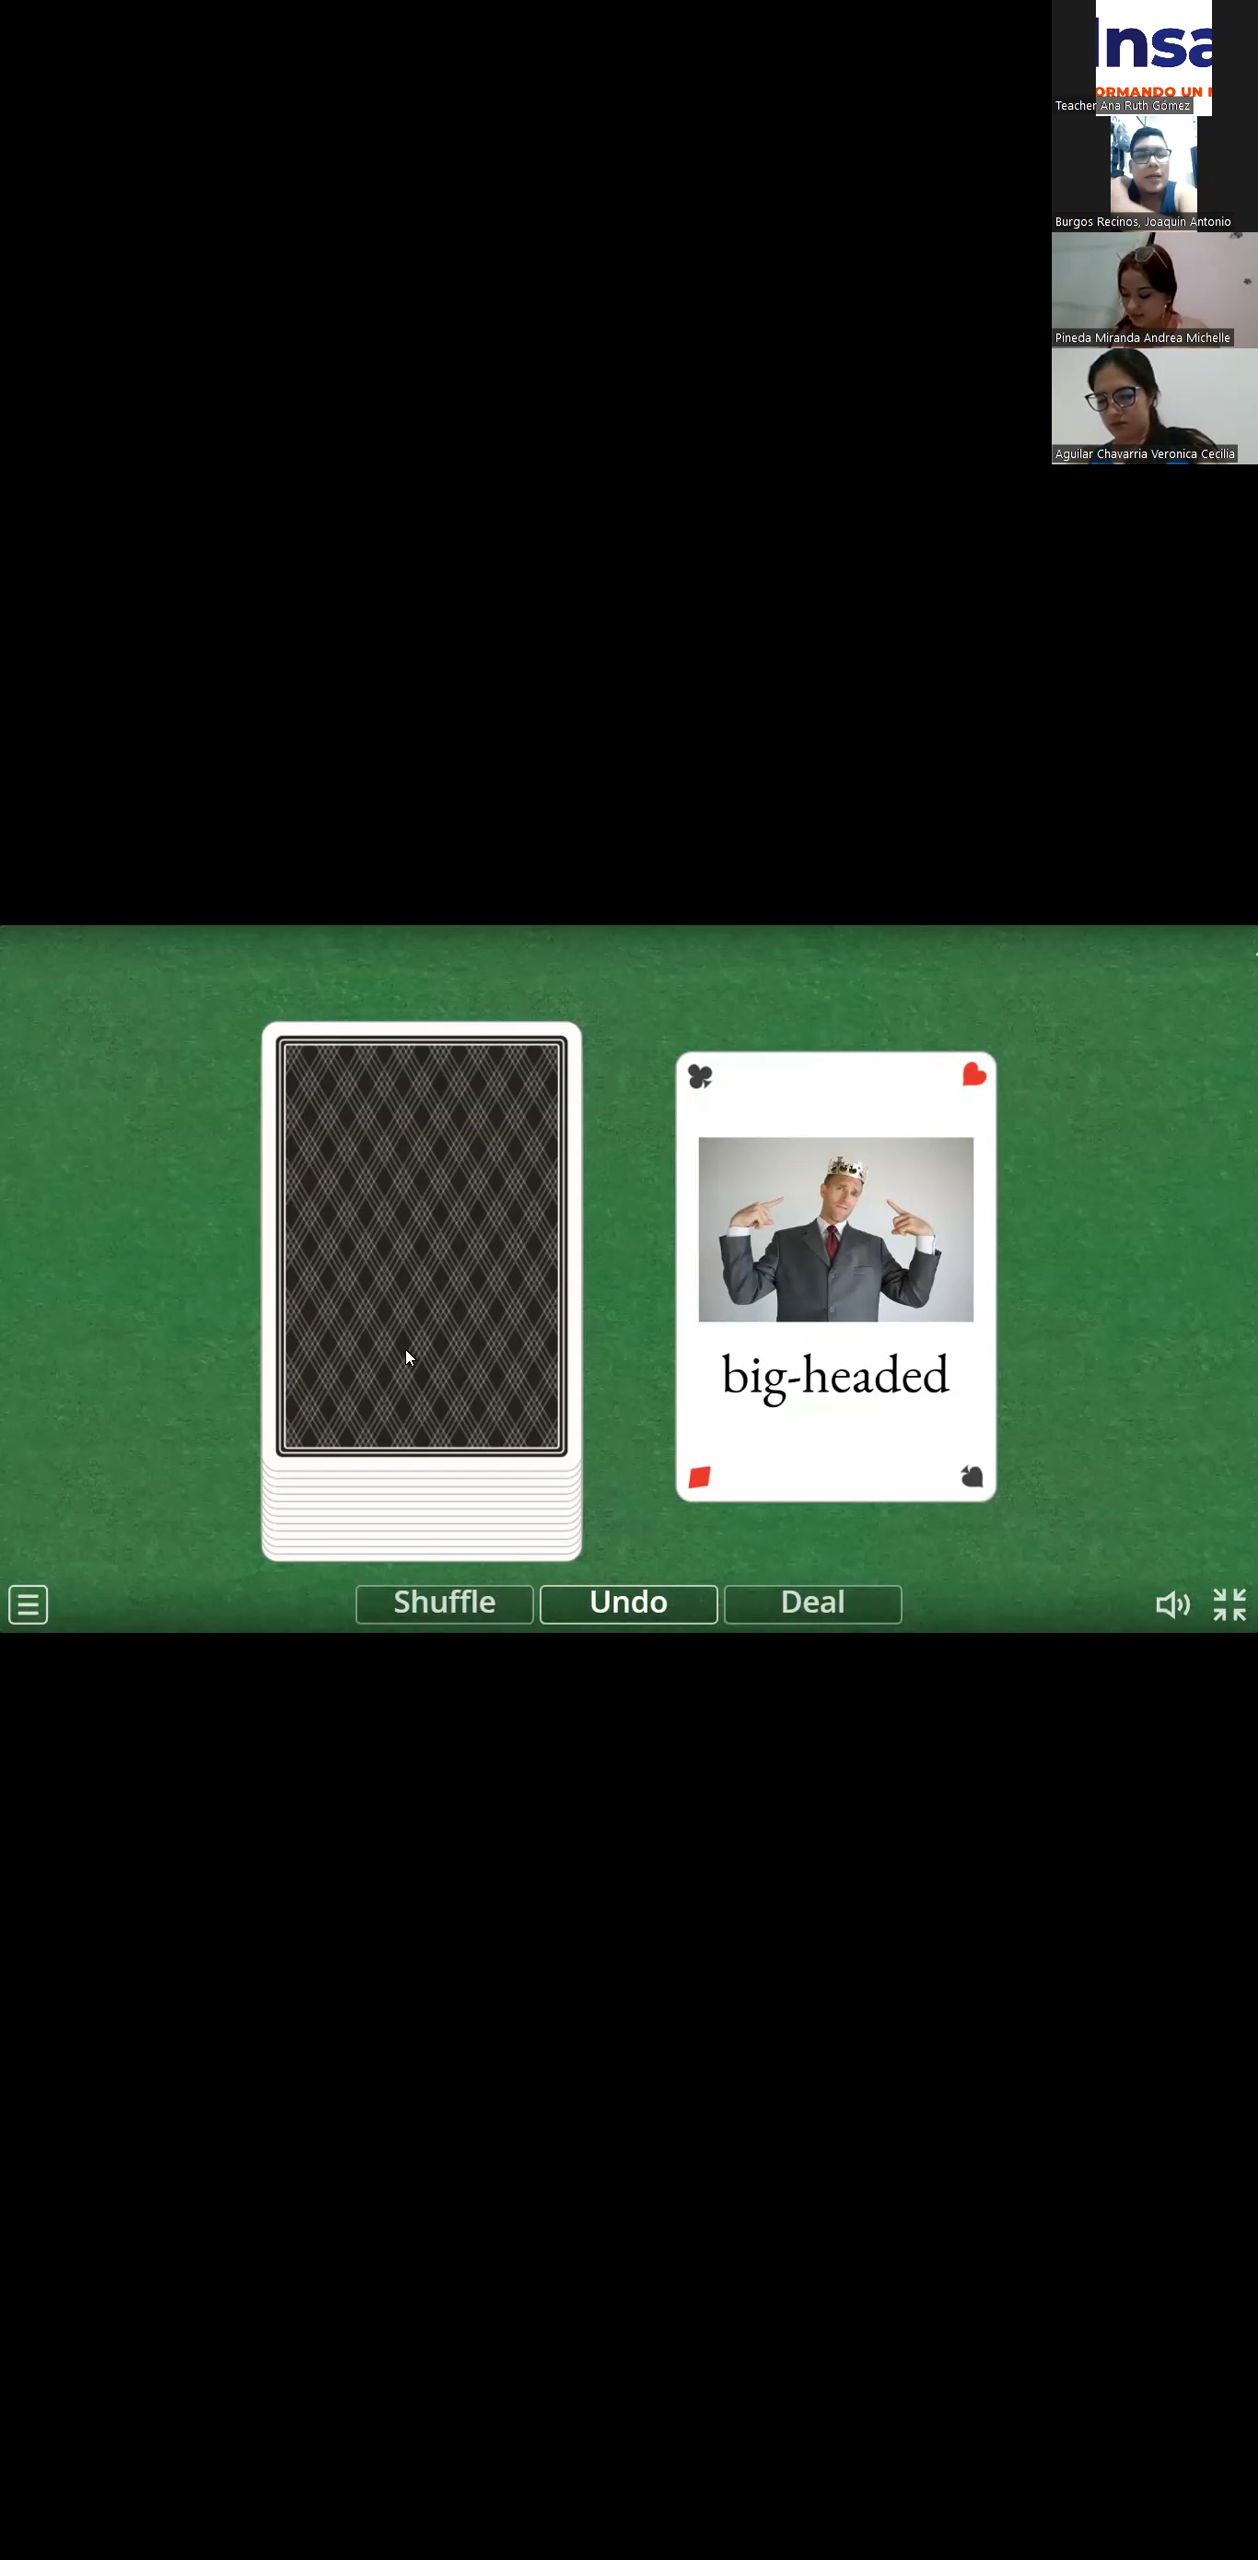 Insa
ORMANDO UN
Teacher Ana Ruth Gómez
Burgos Recinos, Joaquin Antonio
Pineda Miranda Andrea Michelle
Aguilar Chavarria Veronica Cecilia
big-headed
Shuffle
Undo
Deal